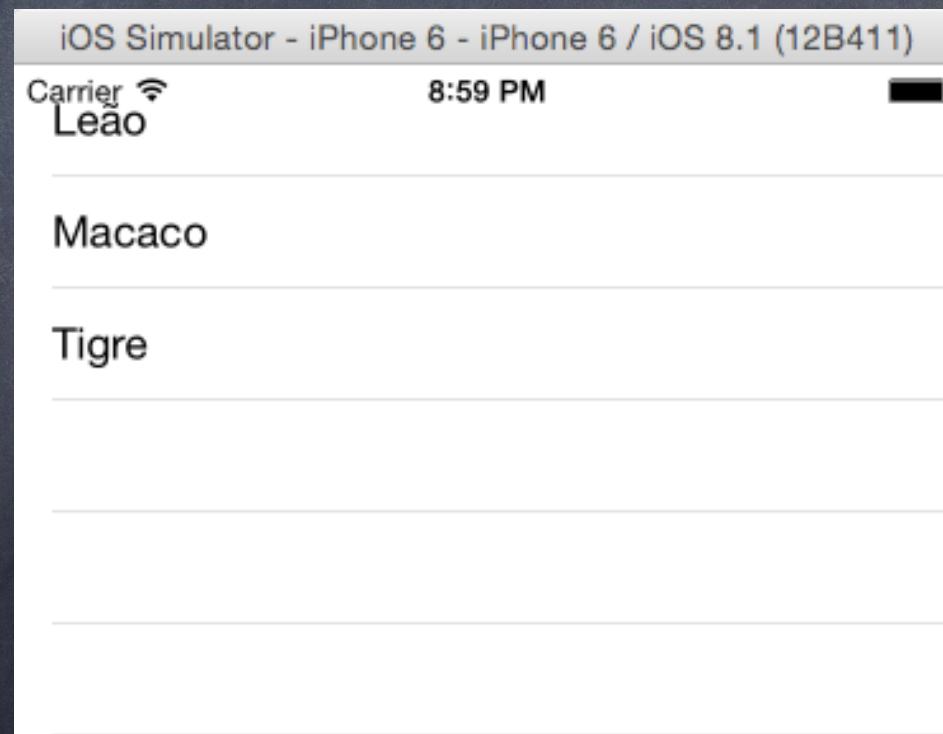 iOS Simulator - iPhone 6 - iPhone 6 / iOS 8.1 (12B411)
Carrier 8:59 PM
Leão
Macaco
Tigre